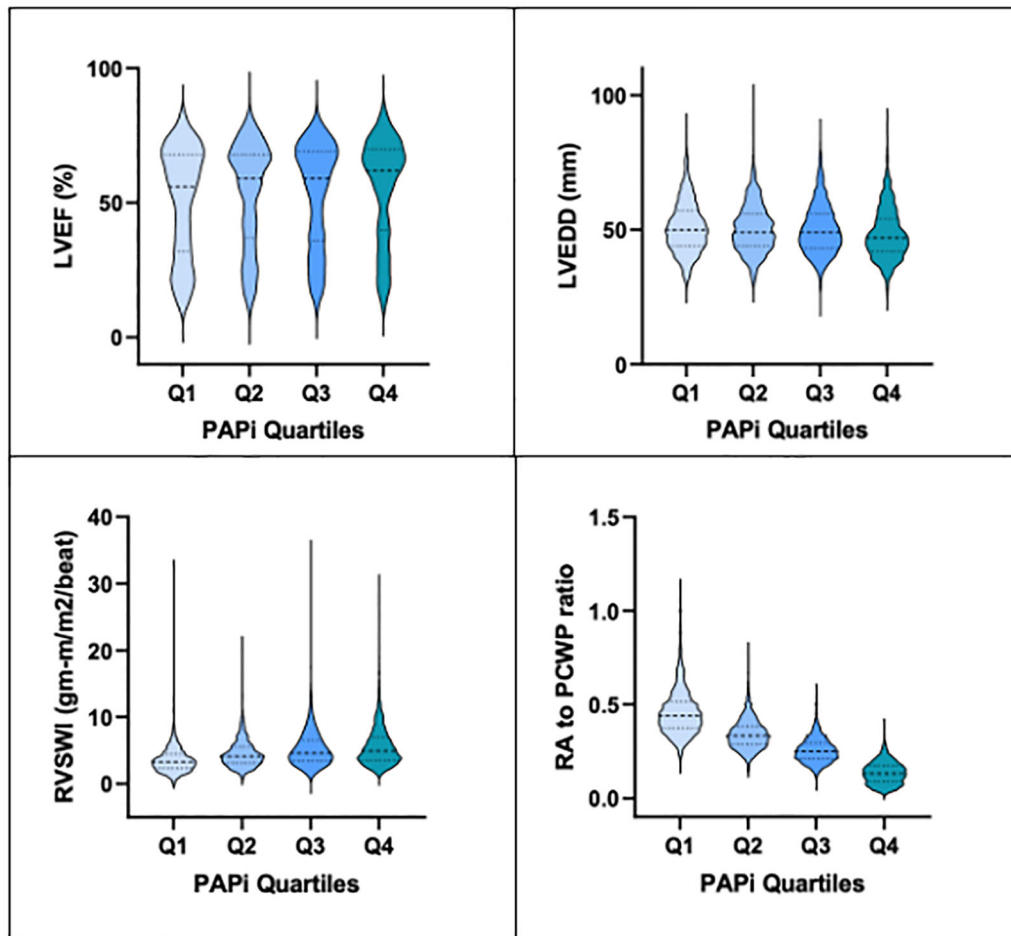 LVEF (%)
100
50
0
Q1 Q2 Q3 Q4
PAPi Quartiles
LVEDD (mm)
100
50
0
Q1 Q2 Q3 Q4
PAPi Quartiles
RVSWI (gm-m/m2/beat)
40
30
20
10
0
Q1 Q2 Q3 Q4
PAPi Quartiles
RA to PCWP ratio
1.5
1.0
0.5
0.0
Q1 Q2 Q3 Q4
PAPi Quartiles